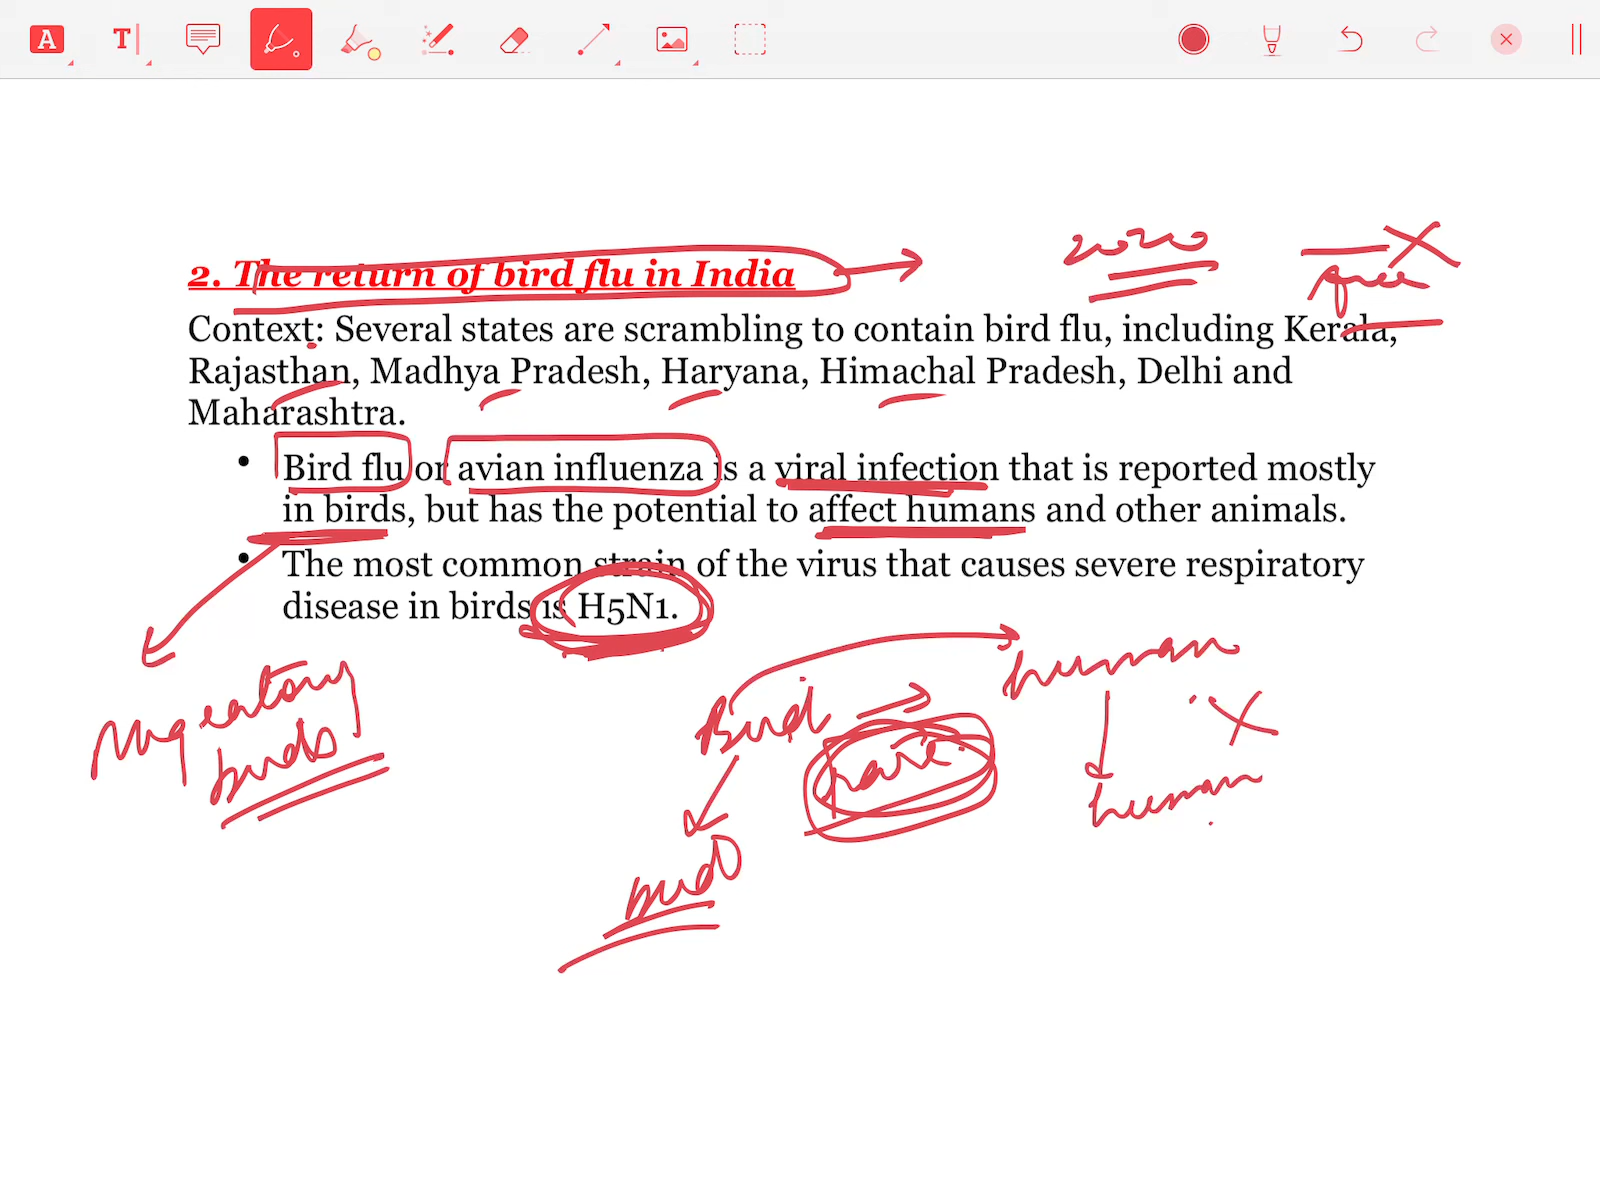 A T
2020
free
2. The return of bird flu in India
Context: Several states are scrambling to contain bird flu, including Kerala,
Rajasthan, Madhya Pradesh, Haryana, Himachal Pradesh, Delhi and
Maharashtra.
• Bird flu or avian influenza is a viral infection that is reported mostly
in birds, but has the potential to affect humans and other animals.
• The most common strain of the virus that causes severe respiratory
disease in birds is H5N1.
Migratory
birds
Bird
human
rare
human
bird